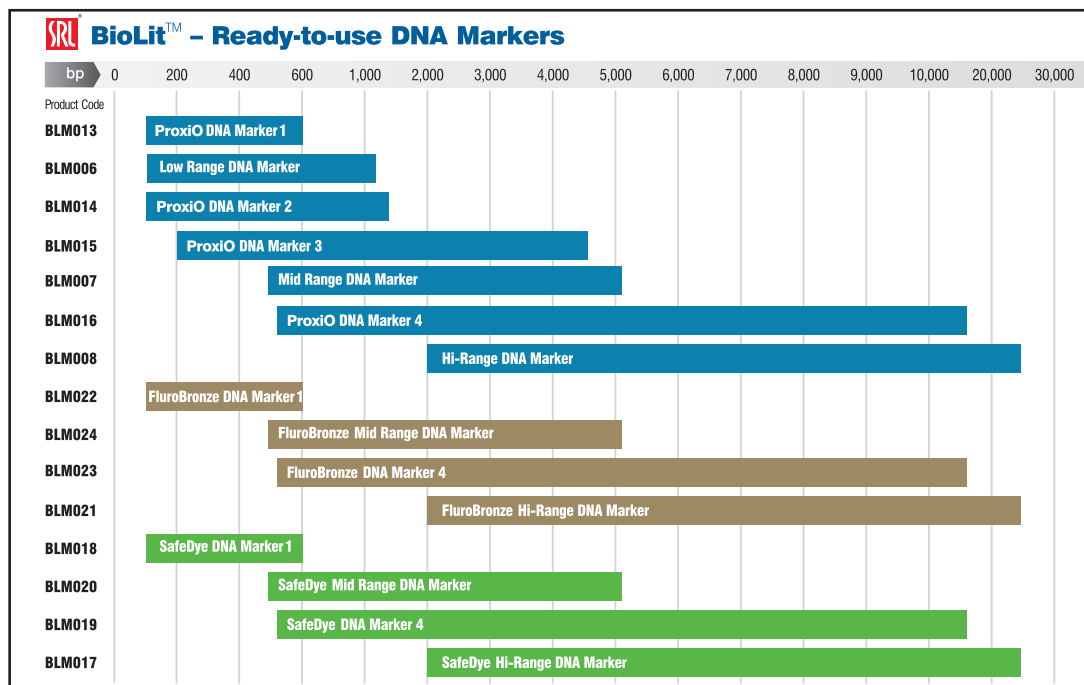 SRL® BioLit™ – Ready-to-use DNA Markers
bp 0 200 400 600 1,000 2,000 3,000 4,000 5,000 6,000 7,000 8,000 9,000 10,000 20,000 30,000
Product Code
BLM013 ProxiO DNA Marker 1
BLM006 Low Range DNA Marker
BLM014 ProxiO DNA Marker 2
BLM015 ProxiO DNA Marker 3
BLM007 Mid Range DNA Marker
BLM016 ProxiO DNA Marker 4
BLM008 Hi-Range DNA Marker
BLM022 FluroBronze DNA Marker 1
BLM024 FluroBronze Mid Range DNA Marker
BLM023 FluroBronze DNA Marker 4
BLM021 FluroBronze Hi-Range DNA Marker
BLM018 SafeDye DNA Marker 1
BLM020 SafeDye Mid Range DNA Marker
BLM019 SafeDye DNA Marker 4
BLM017 SafeDye Hi-Range DNA Marker